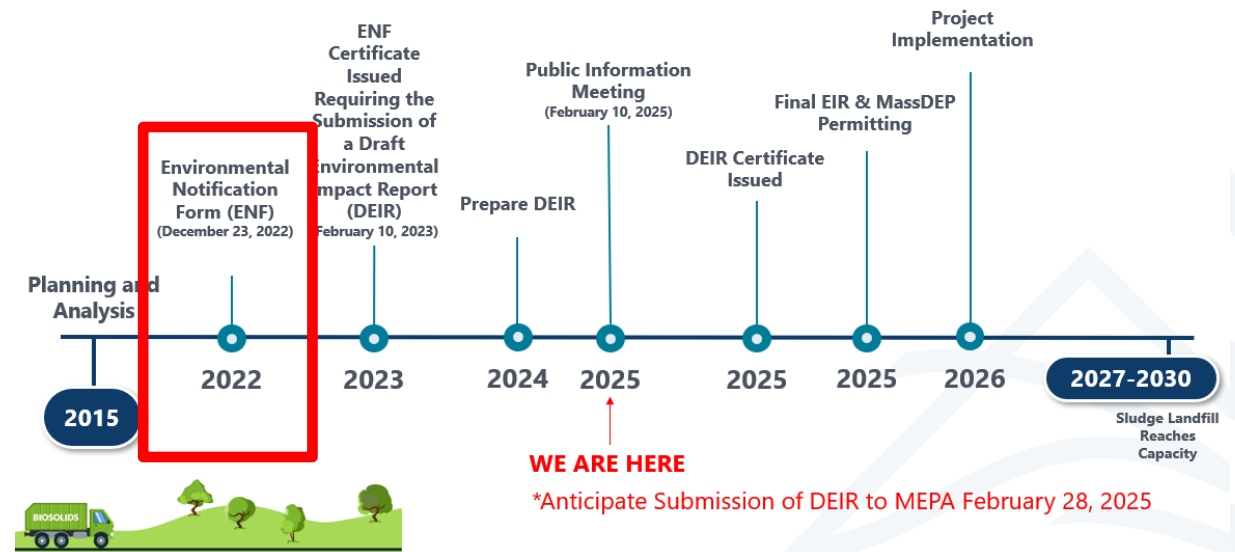 Planning and
Analysis
2015
Environmental
Notification
Form (ENF)
(December 23, 2022)
2022
ENF
Certificate
Issued
Requiring the
Submission of
a Draft
Environmental
Impact Report
(DEIR)
(February 10, 2023)
2023
Prepare DEIR
2024
Public Information
Meeting
(February 10, 2025)
2025
DEIR Certificate
Issued
2025
Final EIR & MassDEP
Permitting
2025
Project
Implementation
2026
2027-2030
Sludge Landfill
Reaches
Capacity
WE ARE HERE
*Anticipate Submission of DEIR to MEPA February 28, 2025
BIOSOLIDS